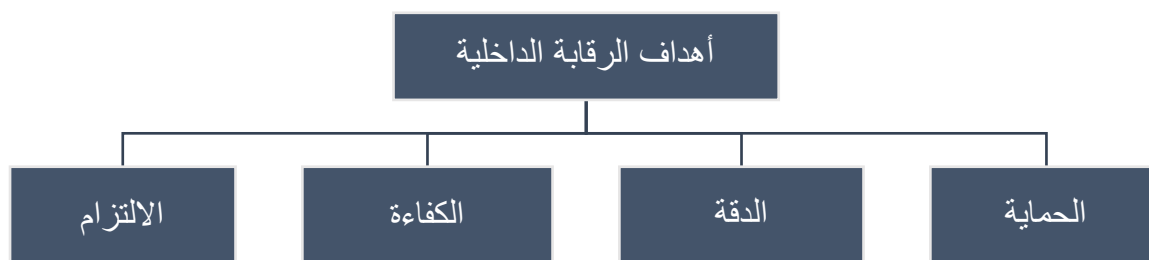 أهداف الرقابة الداخلية
الحماية
الدقة
الكفاءة
الالتزام